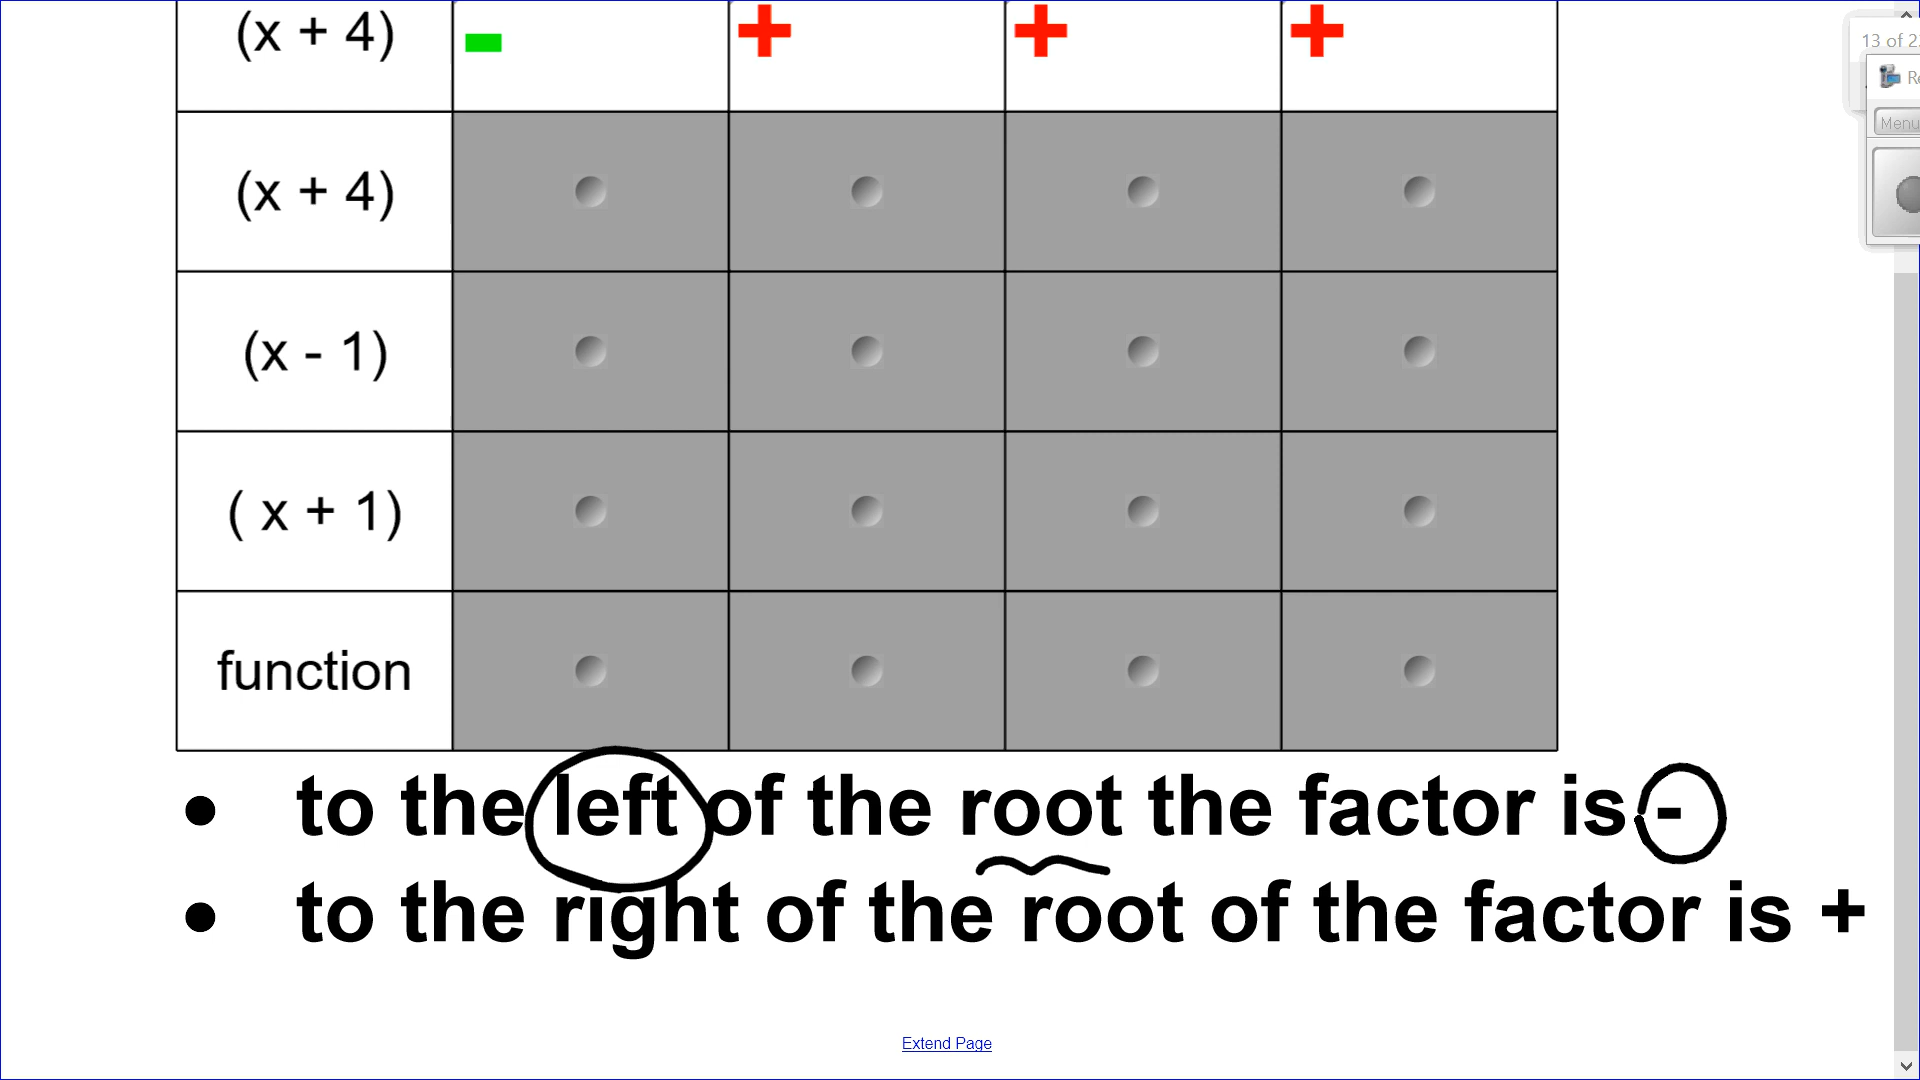 (x + 4) - + + +
(x + 4)
(x - 1)
( x + 1)
function
• to the left of the root the factor is -
• to the right of the root of the factor is +
Extend Page
13 of 2
Re
Menu